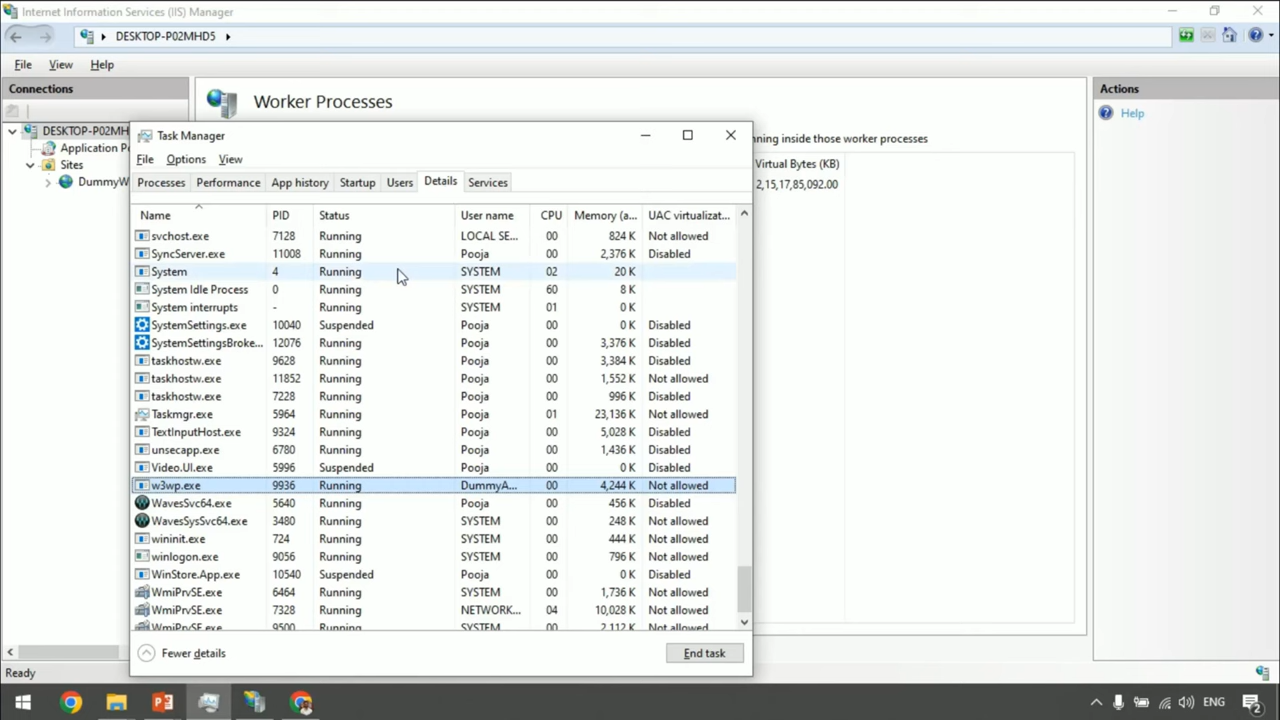 Internet Information Services (IIS) Manager
DESKTOP-P02MHD5
File View Help
Connections
Worker Processes
Actions
Help
DESKTOP-P02MH
Application P
Sites
DummyW
nning inside those worker processes
Virtual Bytes (KB)
2,15,17,85,092.00
Task Manager
File Options View
Processes Performance App history Startup Users Details Services
Name PID Status User name CPU Memory (a... UAC virtualizat...
svchost.exe 7128 Running LOCAL SE... 00 824 K Not allowed
SyncServer.exe 11008 Running Pooja 00 2,376 K Disabled
System 4 Running SYSTEM 02 20 K
System Idle Process 0 Running SYSTEM 60 8 K
System interrupts - Running SYSTEM 01 0 K
SystemSettings.exe 10040 Suspended Pooja 00 0 K Disabled
SystemSettingsBroke... 12076 Running Pooja 00 3,376 K Disabled
taskhostw.exe 9628 Running Pooja 00 3,384 K Disabled
taskhostw.exe 11852 Running Pooja 00 1,552 K Not allowed
taskhostw.exe 7228 Running Pooja 00 996 K Disabled
Taskmgr.exe 5964 Running Pooja 01 23,136 K Not allowed
TextInputHost.exe 9324 Running Pooja 00 5,028 K Disabled
unsecapp.exe 6780 Running Pooja 00 1,436 K Disabled
Video.UI.exe 5996 Suspended Pooja 00 0 K Disabled
w3wp.exe 9936 Running DummyA... 00 4,244 K Not allowed
WavesSvc64.exe 5640 Running Pooja 00 456 K Disabled
WavesSysSvc64.exe 3480 Running SYSTEM 00 248 K Not allowed
wininit.exe 724 Running SYSTEM 00 444 K Not allowed
winlogon.exe 9056 Running SYSTEM 00 796 K Not allowed
WinStore.App.exe 10540 Suspended Pooja 00 0 K Disabled
WmiPrvSE.exe 6464 Running SYSTEM 00 1,736 K Not allowed
WmiPrvSE.exe 7328 Running NETWORK... 04 10,028 K Not allowed
WmiPrvSE.exe 9500 Running SYSTEM 00 2,112 K Not allowed
Fewer details End task
Ready
ENG
2